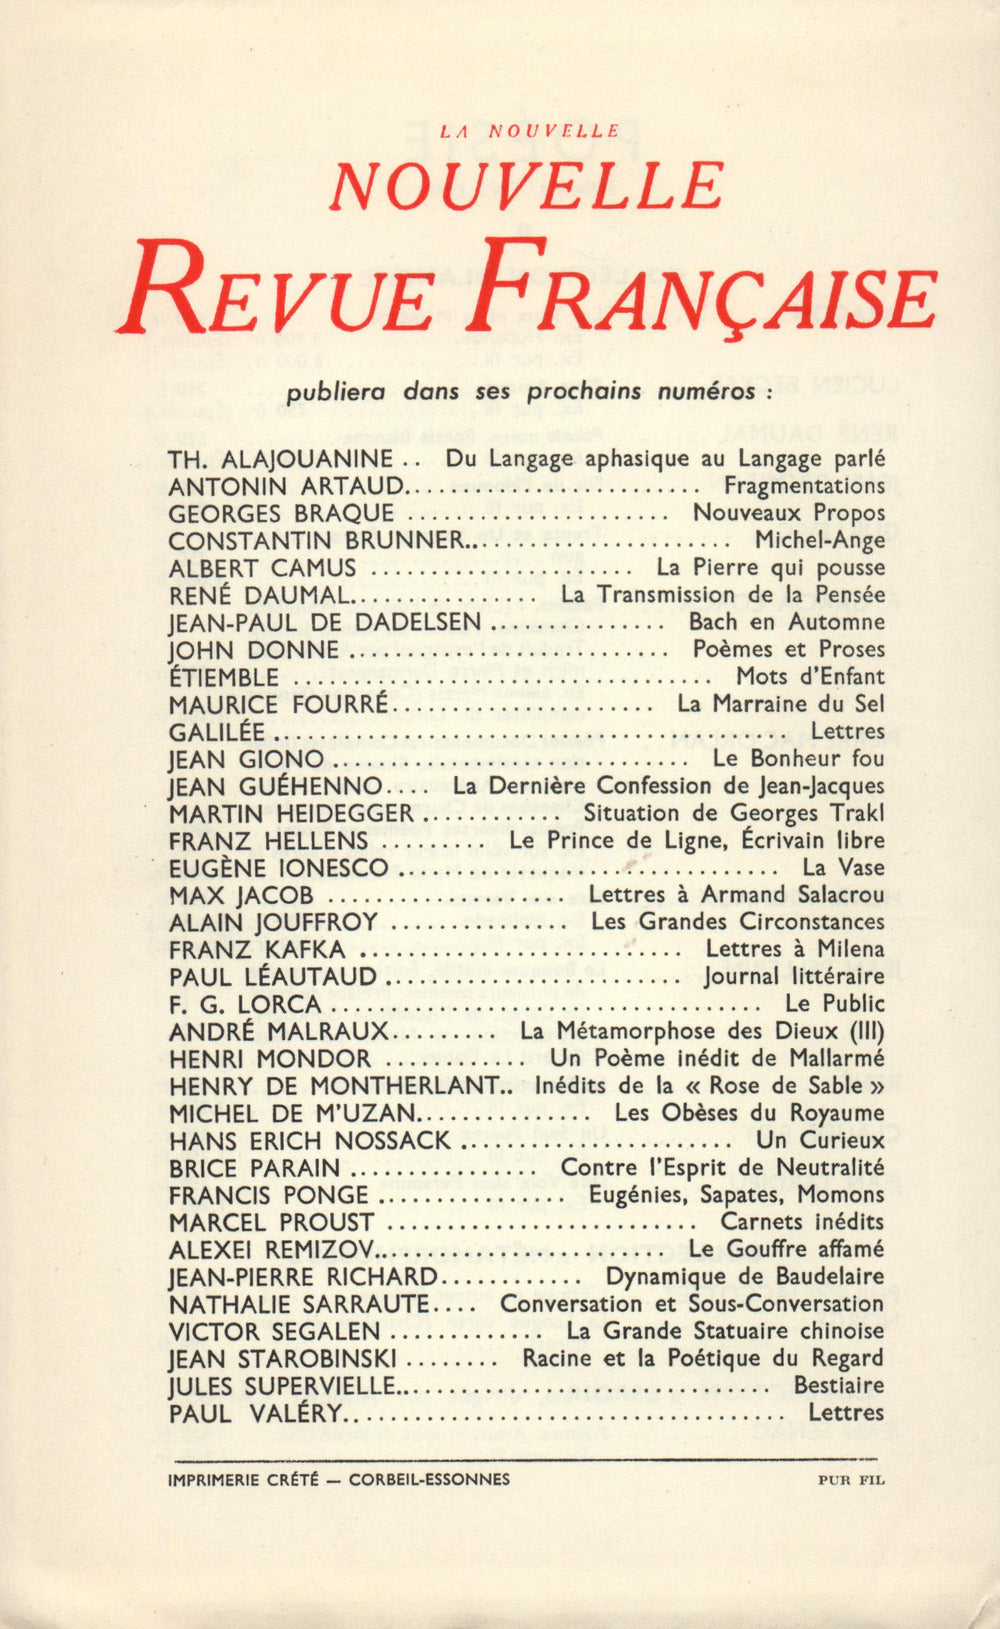 LA NOUVELLE
NOUVELLE
REVUE FRANÇAISE
publiera dans ses prochains numéros :
TH. ALAJOUANINE .. Du Langage aphasique au Langage parlé
ANTONIN ARTAUD........................ Fragmentations
GEORGES BRAQUE ...................... Nouveaux Propos
CONSTANTIN BRUNNER....................... Michel-Ange
ALBERT CAMUS ...................... La Pierre qui pousse
RENÉ DAUMAL............... La Transmission de la Pensée
JEAN-PAUL DE DADELSEN ............... Bach en Automne
JOHN DONNE ........................... Poèmes et Proses
ÉTIEMBLE ................................... Mots d'Enfant
MAURICE FOURRÉ...................... La Marraine du Sel
GALILÉE ........................................... Lettres
JEAN GIONO .............................. Le Bonheur fou
JEAN GUÉHENNO.... La Dernière Confession de Jean-Jacques
MARTIN HEIDEGGER ............ Situation de Georges Trakl
FRANZ HELLENS ......... Le Prince de Ligne, Écrivain libre
EUGÈNE IONESCO ................................ La Vase
MAX JACOB .................... Lettres à Armand Salacrou
ALAIN JOUFFROY ............... Les Grandes Circonstances
FRANZ KAFKA ........................... Lettres à Milena
PAUL LÉAUTAUD ......................... Journal littéraire
F. G. LORCA .................................... Le Public
ANDRÉ MALRAUX......... La Métamorphose des Dieux (III)
HENRI MONDOR ............ Un Poème inédit de Mallarmé
HENRY DE MONTHERLANT.. Inédits de la « Rose de Sable »
MICHEL DE M'UZAN............... Les Obèses du Royaume
HANS ERICH NOSSACK ....................... Un Curieux
BRICE PARAIN ................ Contre l'Esprit de Neutralité
FRANCIS PONGE ................ Eugénies, Sapates, Momons
MARCEL PROUST .......................... Carnets inédits
ALEXEI REMIZOV.......................... Le Gouffre affamé
JEAN-PIERRE RICHARD............ Dynamique de Baudelaire
NATHALIE SARRAUTE.... Conversation et Sous-Conversation
VICTOR SEGALEN ............. La Grande Statuaire chinoise
JEAN STAROBINSKI ........ Racine et la Poétique du Regard
JULES SUPERVIELLE................................ Bestiaire
PAUL VALÉRY..................................... Lettres
IMPRIMERIE CRÉTÉ — CORBEIL-ESSONNES PUR FIL